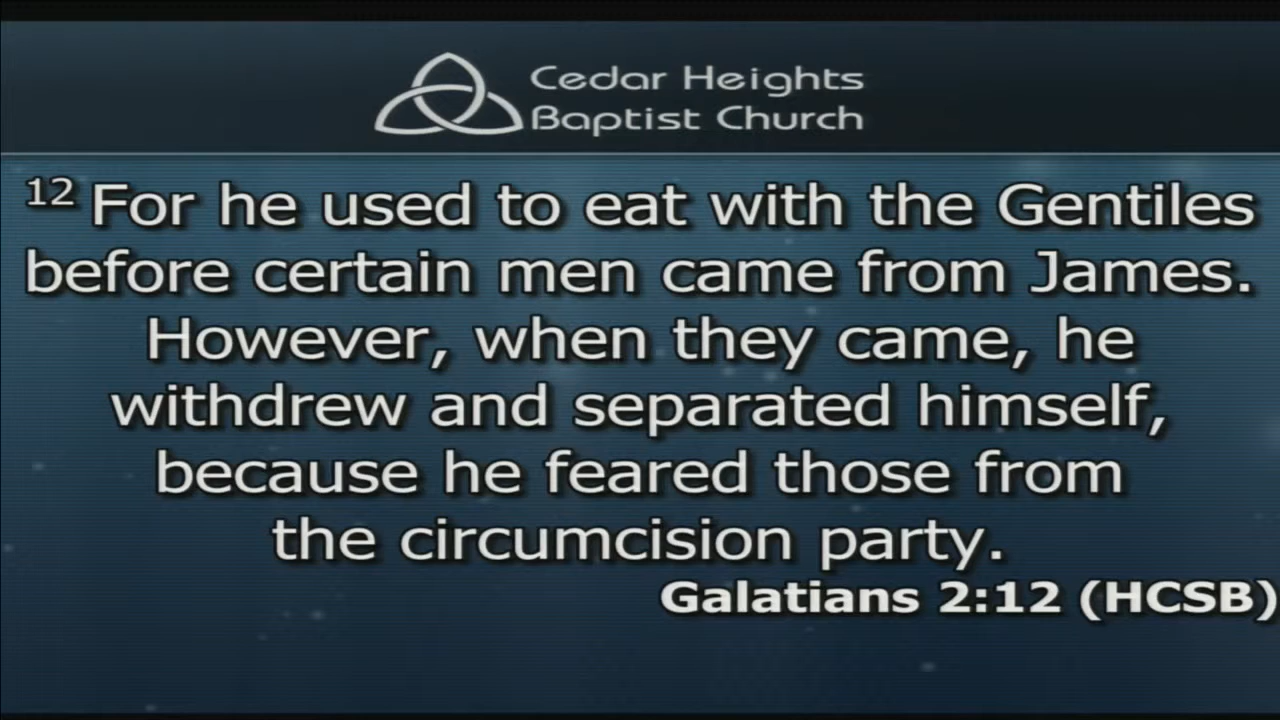 Cedar Heights
Baptist Church
12 For he used to eat with the Gentiles
before certain men came from James.
However, when they came, he
withdrew and separated himself,
because he feared those from
the circumcision party.
Galatians 2:12 (HCSB)